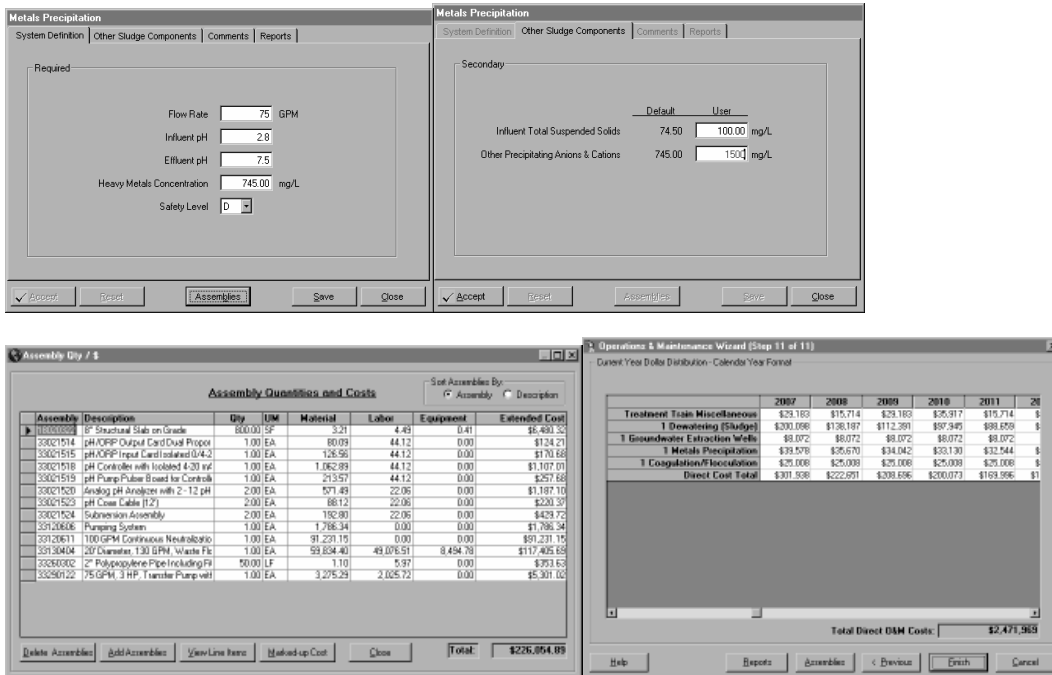 Metals Precipitation
System Definition Other Sludge Components Comments Reports
Required
Flow Rate 75 GPM
Influent pH 2.8
Effluent pH 7.5
Heavy Metals Concentration 745.00 mg/L
Safety Level D
Accept Reset Assemblies Save Close
Metals Precipitation
System Definition Other Sludge Components Comments Reports
Secondary
Default User
Influent Total Suspended Solids 74.50 100.00 mg/L
Other Precipitating Anions & Cations 745.00 1500 mg/L
Accept Reset Assemblies Save Close
Assembly Qty / $
Assembly Quantities and Costs
Sort Assemblies By:
Assembly Description
Assembly Description Qty UM Material Labor Equipment Extended Cost
8" Structural Slab on Grade 800.00 SF 3.21 4.49 0.41 $6,490.32
33021514 pH/ORP Output Card Dual Propor 1.00 EA 80.09 44.12 0.00 $124.21
33021515 pH/ORP Input Card Isolated 0/4-2 1.00 EA 126.56 44.12 0.00 $170.68
33021518 pH Controller with Isolated 4-20 mA 1.00 EA 1,062.89 44.12 0.00 $1,107.01
33021519 pH Pump Pulser Board for Controlle 1.00 EA 213.57 44.12 0.00 $257.68
33021520 Analog pH Analyzer with 2 - 12 pH 2.00 EA 571.49 22.06 0.00 $1,187.10
33021523 pH Coax Cable (12') 2.00 EA 88.12 22.06 0.00 $220.37
33021524 Submersion Assembly 2.00 EA 192.80 22.06 0.00 $429.72
33120606 Pumping System 1.00 EA 1,786.34 0.00 0.00 $1,786.34
33120611 100 GPM Continuous Neutralizatio 1.00 EA 91,231.15 0.00 0.00 $91,231.15
33130404 20' Diameter, 130 GPM, Waste Flo 1.00 EA 59,834.40 49,076.51 8,494.78 $117,405.69
33260302 2" Polypropylene Pipe Including Fit 50.00 LF 1.10 5.97 0.00 $353.63
33290122 75 GPM, 3 HP, Transfer Pump with 1.00 EA 3,275.29 2,025.72 0.00 $5,301.02
Delete Assemblies Add Assemblies View Line Items Marked-up Cost Close Total: $226,054.89
Operations & Maintenance Wizard (Step 11 of 11)
Current Year Dollar Distribution - Calendar Year Format
2007 2008 2009 2010 2011 20
Treatment Train Miscellaneous $29,183 $15,714 $29,183 $35,917 $15,714 $
1 Dewatering (Sludge) $200,098 $138,187 $112,391 $97,945 $88,659 $
1 Groundwater Extraction Wells $8,072 $8,072 $8,072 $8,072 $8,072 $
1 Metals Precipitation $39,578 $35,670 $34,042 $33,130 $32,544 $
1 Coagulation/Flocculation $25,008 $25,008 $25,008 $25,008 $25,008 $
Direct Cost Total $301,938 $222,651 $208,696 $200,073 $169,996 $1
Total Direct O&M Costs: $2,471,969
Help Reports Assemblies < Previous Finish Cancel